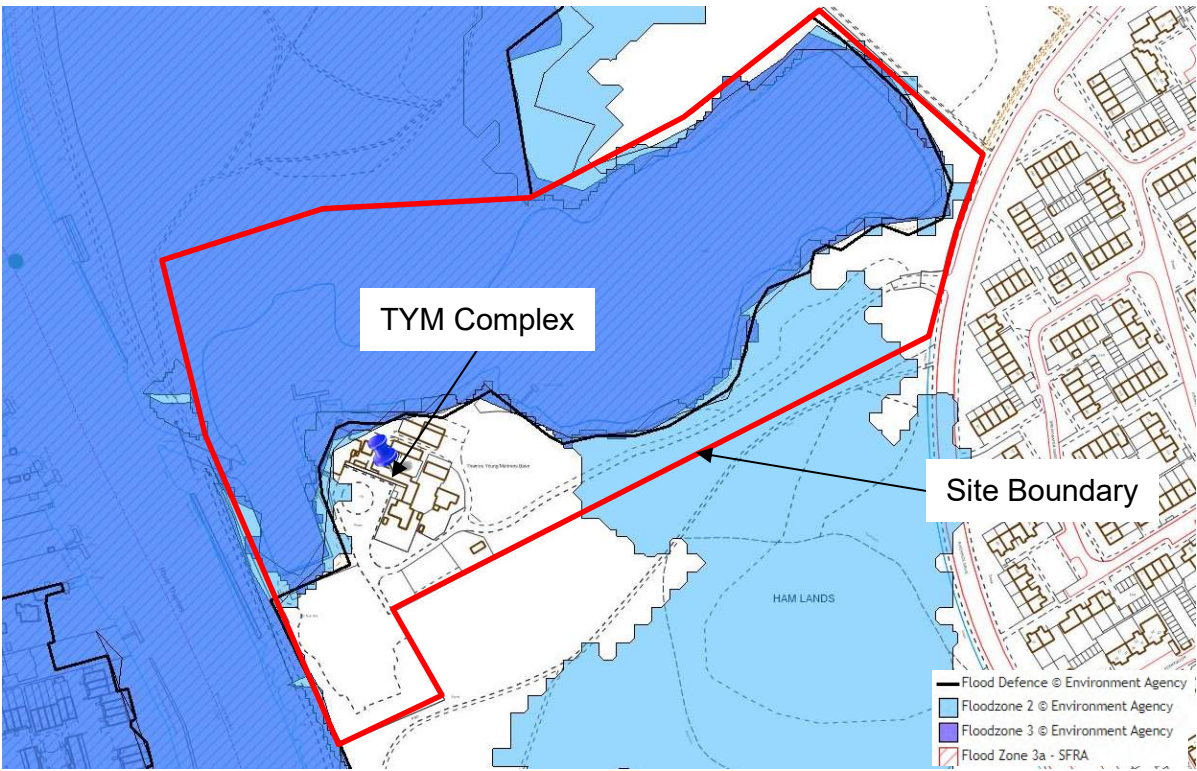 TYM Complex
Thames Young Mariners Base
Site Boundary
HAM LANDS
Flood Defence © Environment Agency
Floodzone 2 © Environment Agency
Floodzone 3 © Environment Agency
Flood Zone 3a - SFRA